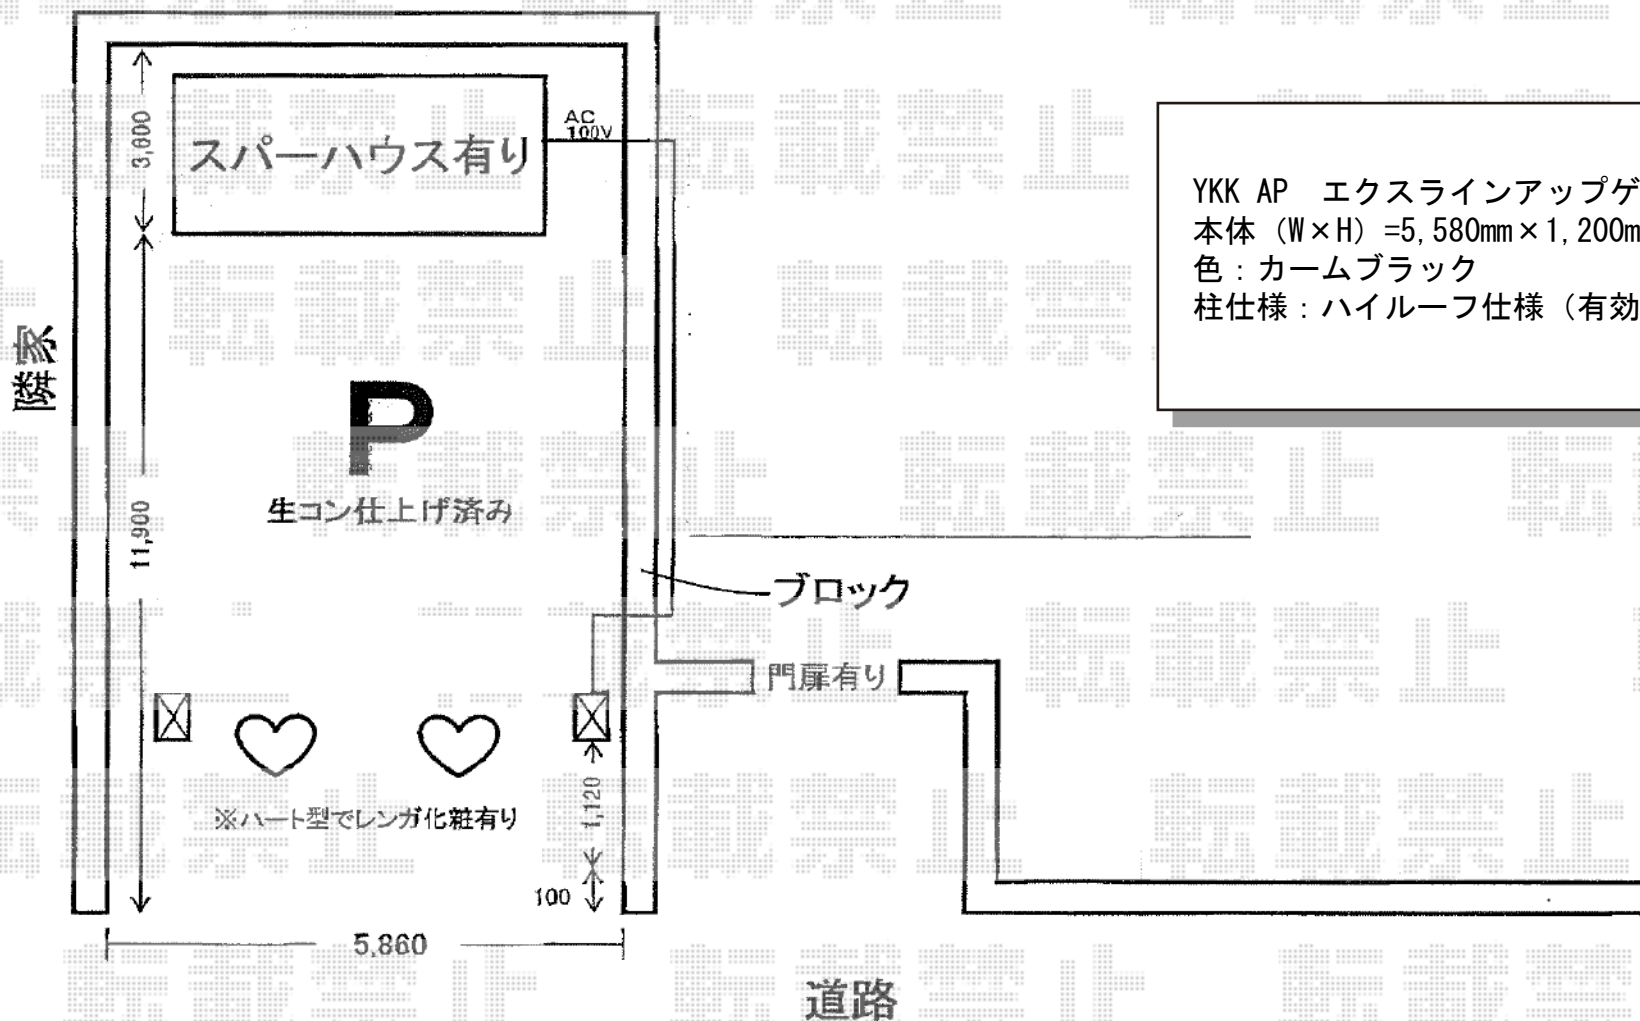 スパーハウス有り
AC
100V
3,600
YKK AP　エクスラインアップゲ
本体（W×H）=5,580mm×1,200m
色：カームブラック
柱仕様：ハイルーフ仕様（有効
隣家
P
生コン仕上げ済み
11,900
ブロック
門扉有り
※ハート型でレンガ化粧有り
1,120
100
5,860
道路
転載禁止